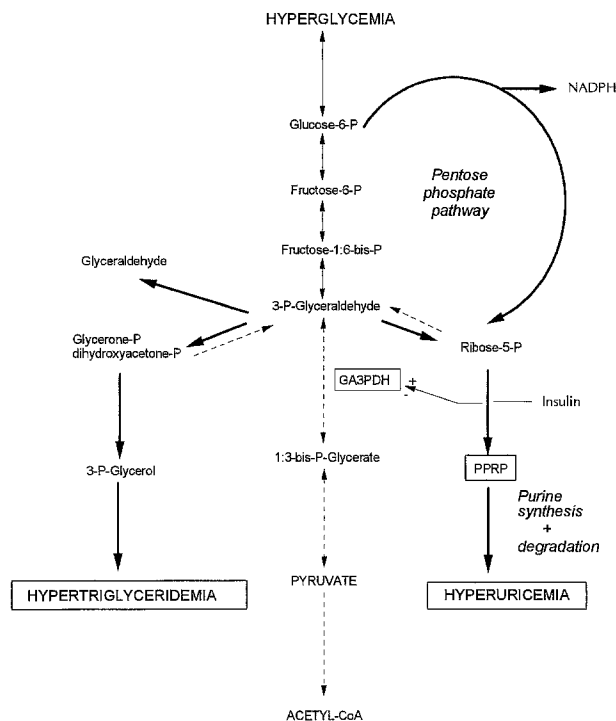 HYPERGLYCEMIA
NADPH
Glucose-6-P
Pentose
phosphate
pathway
Fructose-6-P
Fructose-1:6-bis-P
Glyceraldehyde
3-P-Glyceraldehyde
Glycerone-P
dihydroxyacetone-P
Ribose-5-P
GA3PDH
+
-
Insulin
1:3-bis-P-Glycerate
3-P-Glycerol
PPRP
Purine
synthesis
+
degradation
PYRUVATE
HYPERTRIGLYCERIDEMIA
HYPERURICEMIA
ACETYL-CoA